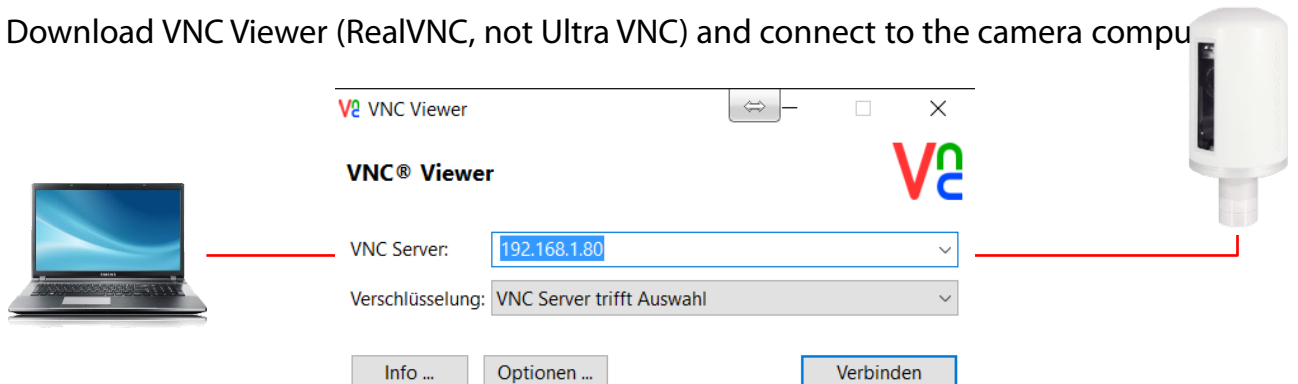 Download VNC Viewer (RealVNC, not Ultra VNC) and connect to the camera compu
VNC Viewer
VNC® Viewer
VNC Server: 192.168.1.80
Verschlüsselung: VNC Server trifft Auswahl
Info ... Optionen ... Verbinden